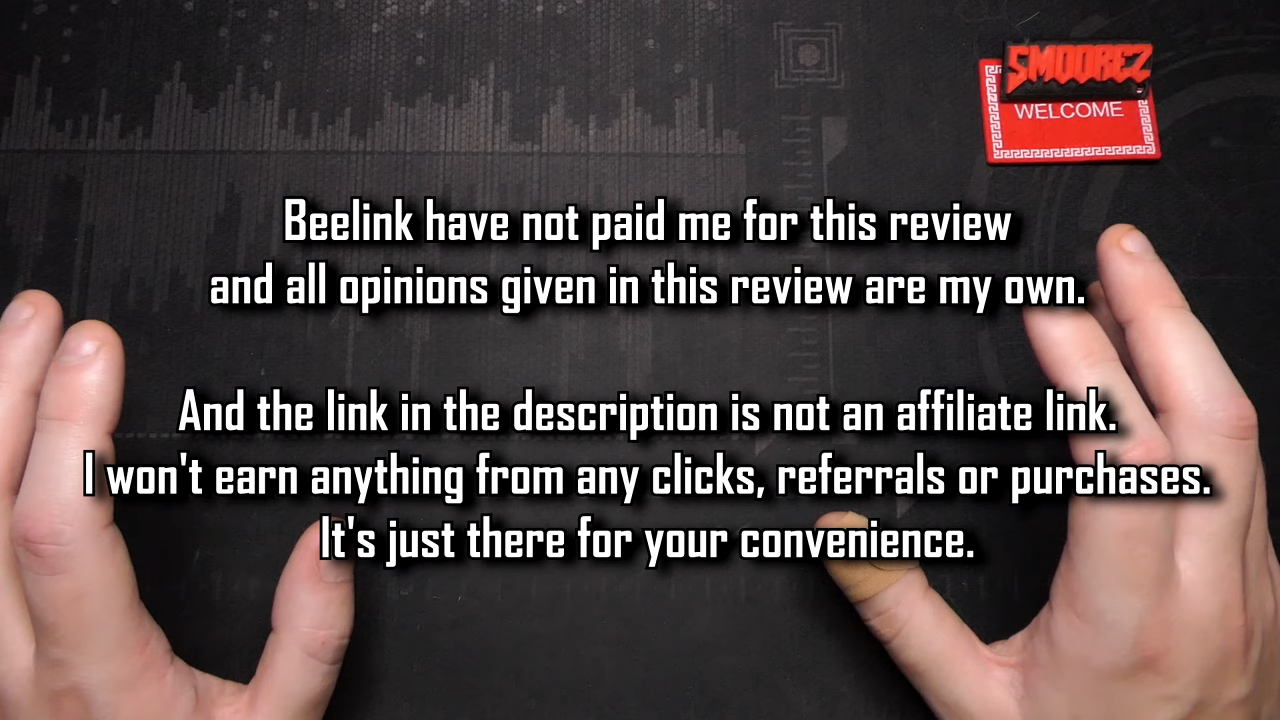 SMOOREZ
WELCOME
Beelink have not paid me for this review
and all opinions given in this review are my own.
And the link in the description is not an affiliate link.
I won't earn anything from any clicks, referrals or purchases.
It's just there for your convenience.